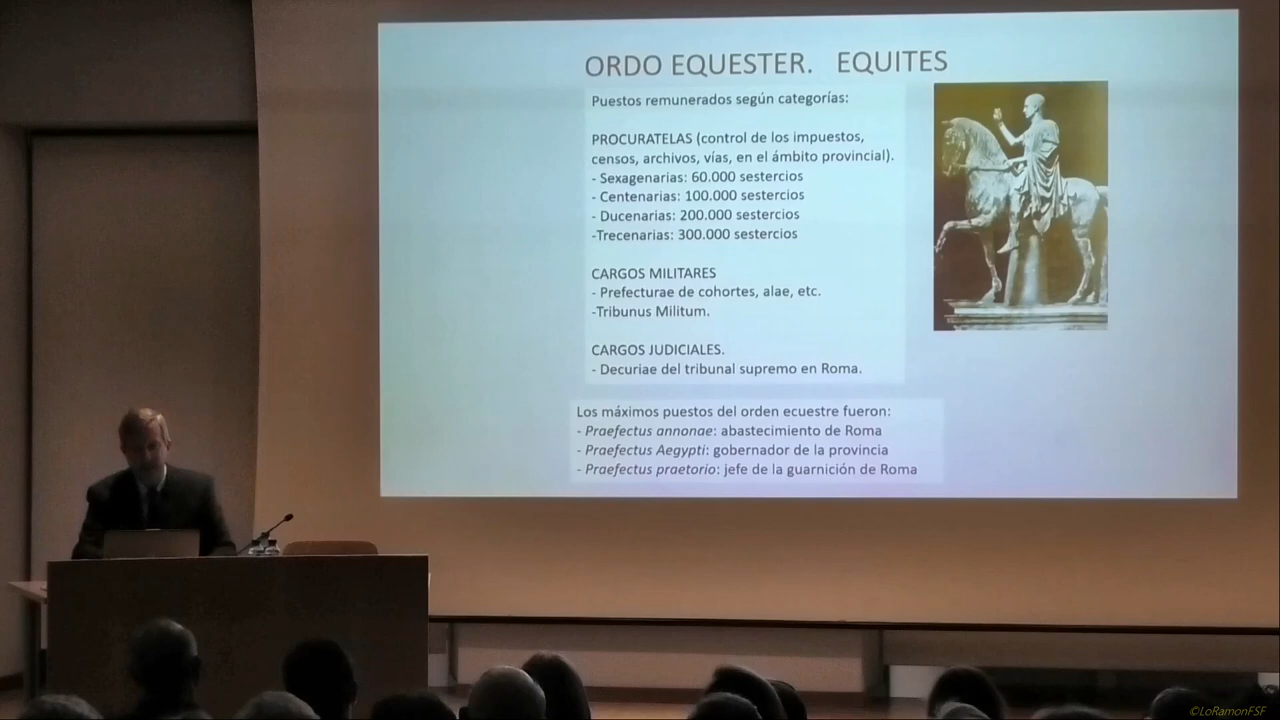 ORDO EQUESTER. EQUITES
Puestos remunerados según categorías:
PROCURATELAS (control de los impuestos,
censos, archivos, vías, en el ámbito provincial).
- Sexagenarias: 60.000 sestercios
- Centenarias: 100.000 sestercios
- Ducenarias: 200.000 sestercios
-Trecenarias: 300.000 sestercios
CARGOS MILITARES
- Prefecturae de cohortes, alae, etc.
-Tribunus Militum.
CARGOS JUDICIALES.
- Decuriae del tribunal supremo en Roma.
Los máximos puestos del orden ecuestre fueron:
- Praefectus annonae: abastecimiento de Roma
- Praefectus Aegypti: gobernador de la provincia
- Praefectus praetorio: jefe de la guarnición de Roma
©LoRamonFSF